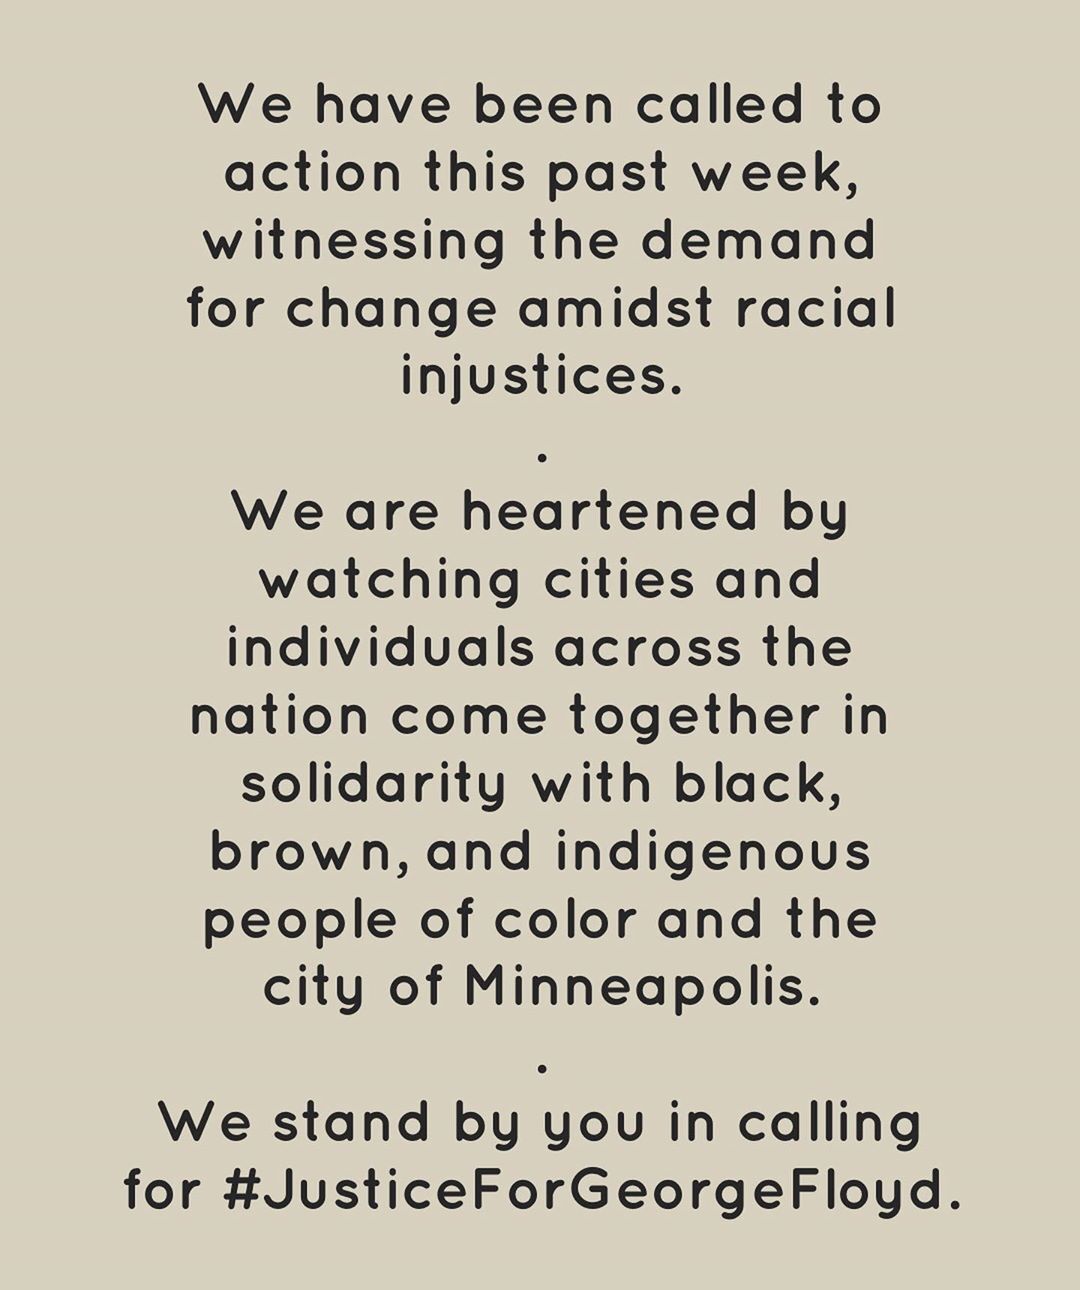 We have been called to
action this past week,
witnessing the demand
for change amidst racial
injustices.
.
We are heartened by
watching cities and
individuals across the
nation come together in
solidarity with black,
brown, and indigenous
people of color and the
city of Minneapolis.
.
We stand by you in calling
for #JusticeForGeorgeFloyd.